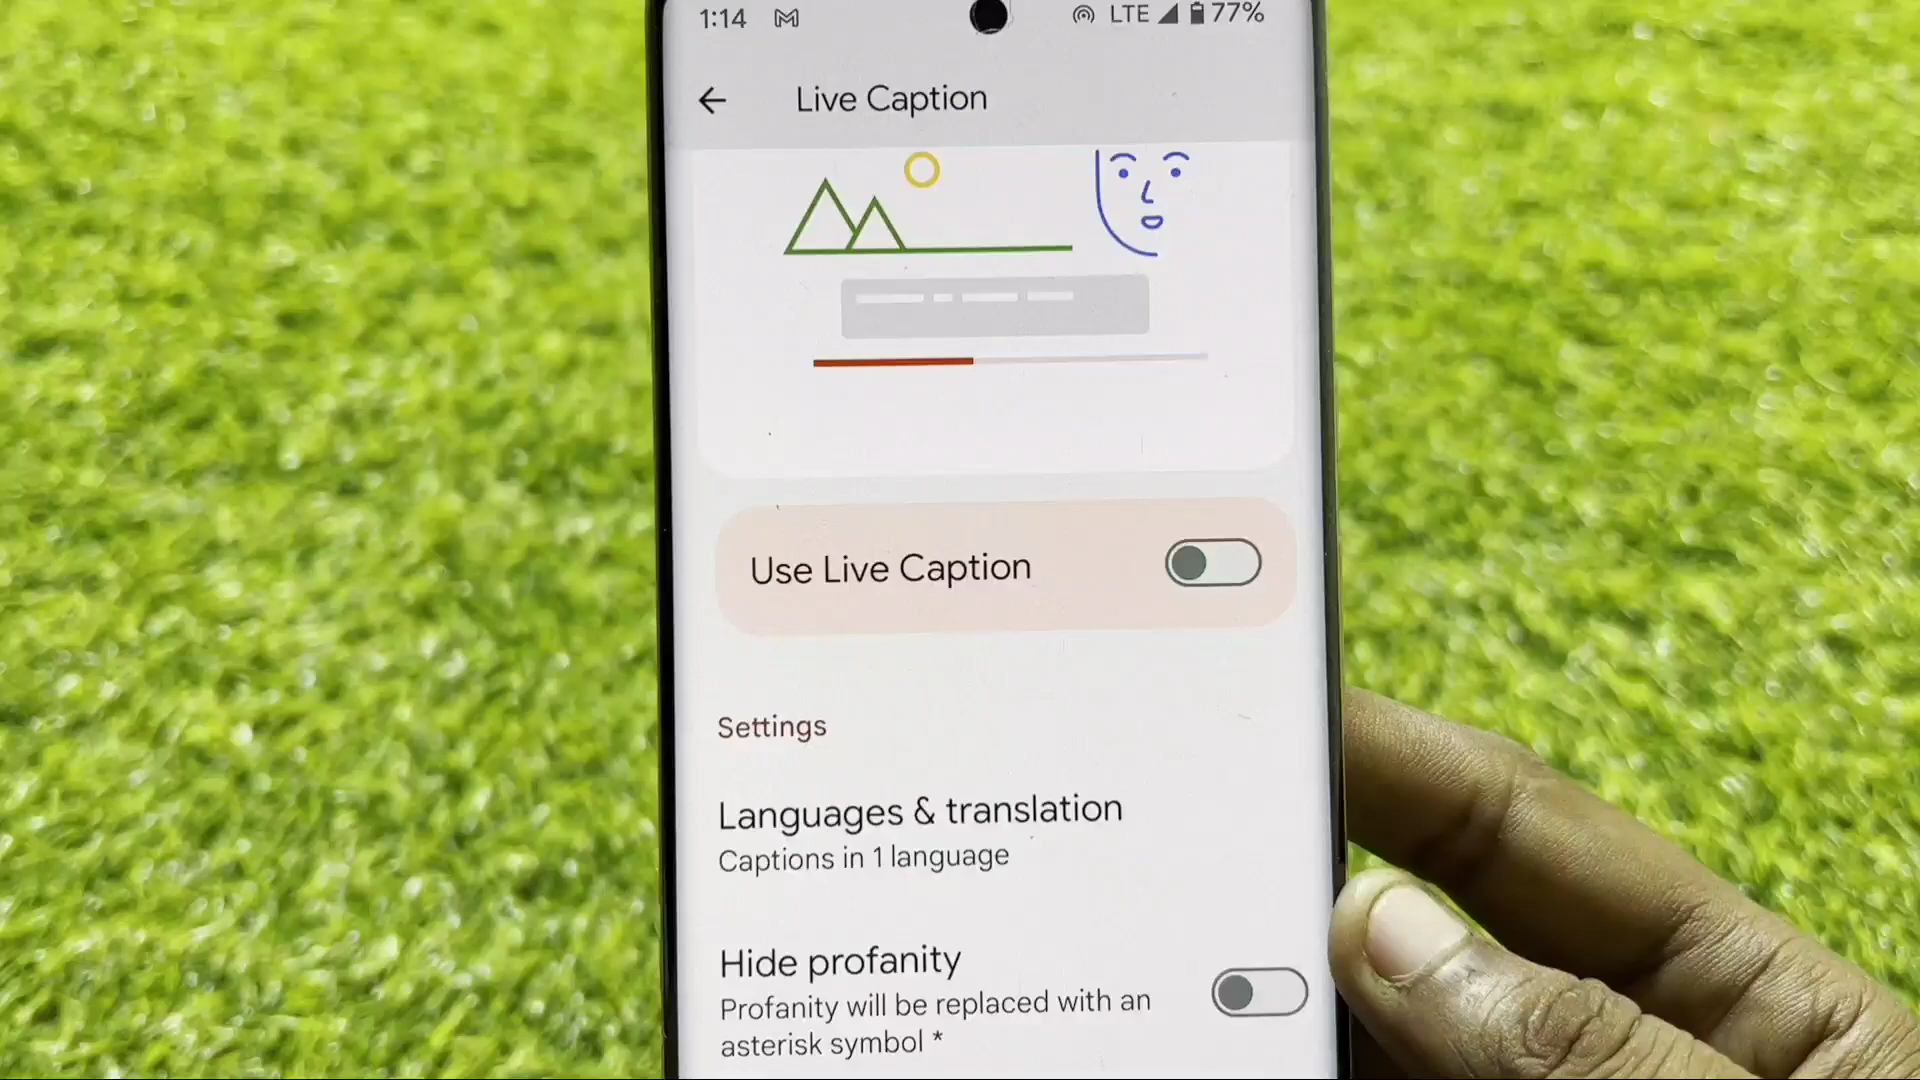 1:14 LTE 77%
Live Caption
Use Live Caption
Settings
Languages & translation
Captions in 1 language
Hide profanity
Profanity will be replaced with an
asterisk symbol *